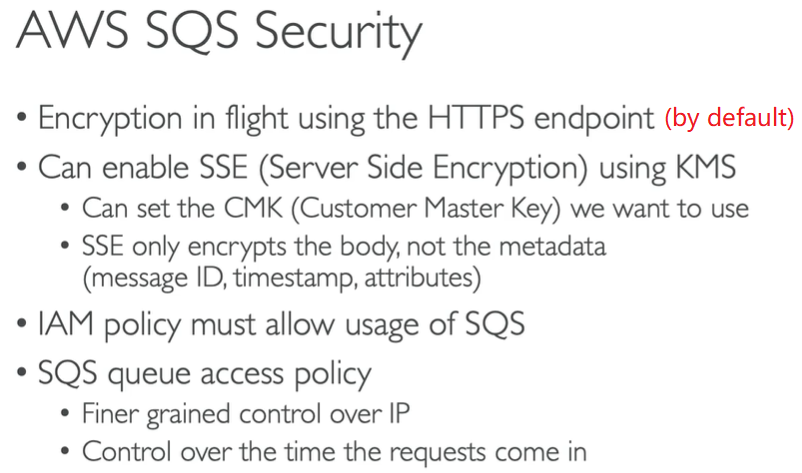 AWS SQS Security
• Encryption in flight using the HTTPS endpoint (by default)
• Can enable SSE (Server Side Encryption) using KMS
• Can set the CMK (Customer Master Key) we want to use
• SSE only encrypts the body, not the metadata
(message ID, timestamp, attributes)
• IAM policy must allow usage of SQS
• SQS queue access policy
• Finer grained control over IP
• Control over the time the requests come in